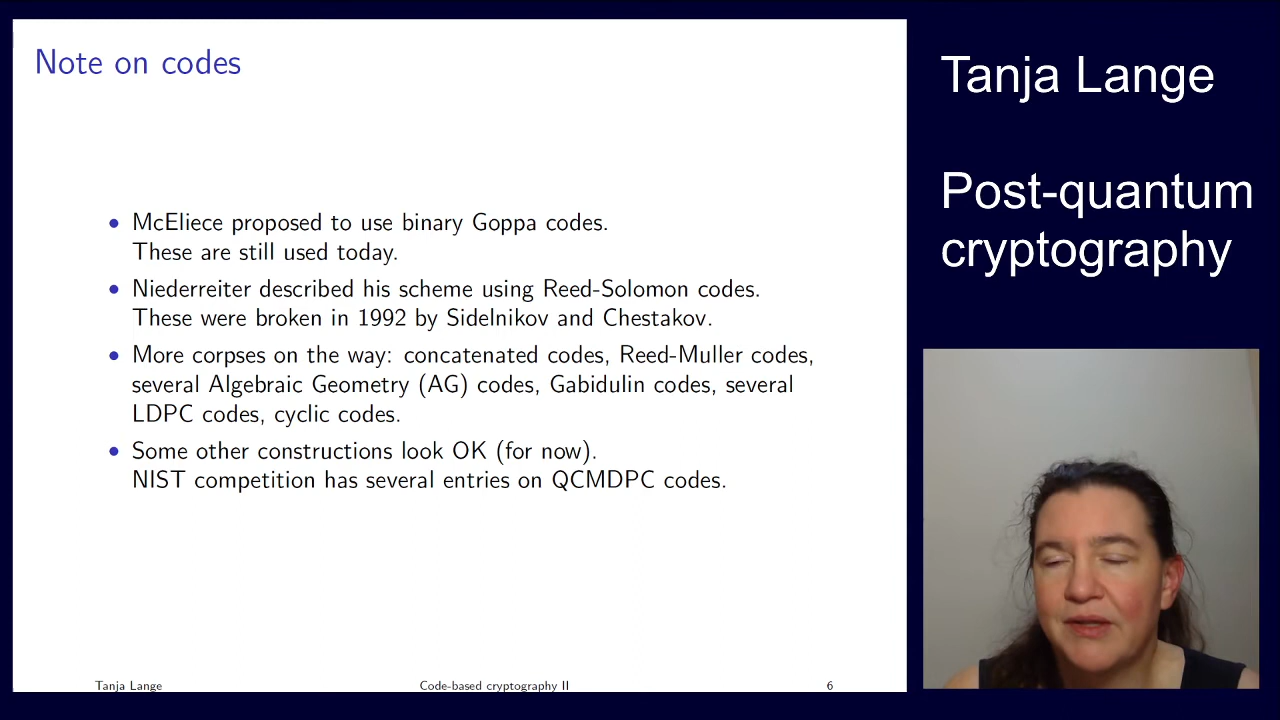 Note on codes
• McEliece proposed to use binary Goppa codes.
These are still used today.
• Niederreiter described his scheme using Reed-Solomon codes.
These were broken in 1992 by Sidelnikov and Chestakov.
• More corpses on the way: concatenated codes, Reed-Muller codes,
several Algebraic Geometry (AG) codes, Gabidulin codes, several
LDPC codes, cyclic codes.
• Some other constructions look OK (for now).
NIST competition has several entries on QCMDPC codes.
Tanja Lange
Code-based cryptography II
6
Tanja Lange
Post-quantum
cryptography